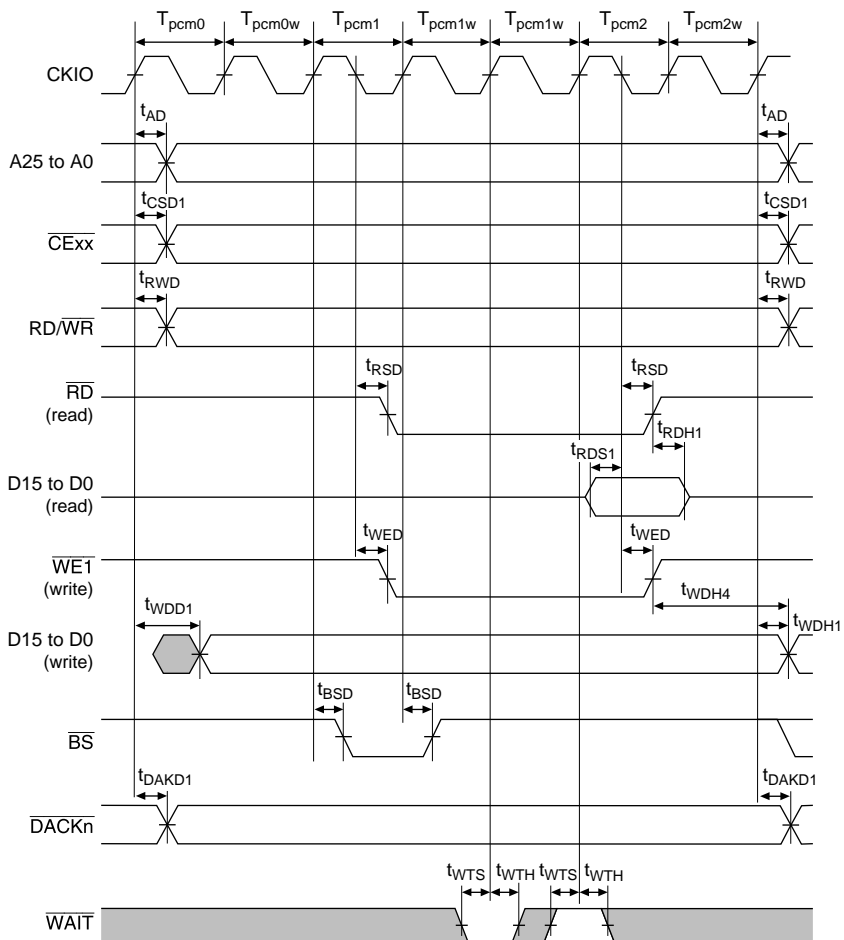 Tpcm0 Tpcm0w Tpcm1 Tpcm1w Tpcm1w Tpcm2 Tpcm2w
CKIO
tAD tAD
A25 to A0
tCSD1 tCSD1
CExx
tRWD tRWD
RD/WR
tRSD tRSD
RD
(read)
tRDH1
tRDS1
D15 to D0
(read)
tWED tWED
WE1
(write)
tWDH4
tWDD1 tWDH1
D15 to D0
(write)
tBSD tBSD
BS
tDAKD1 tDAKD1
DACKn
tWTS tWTH tWTS tWTH
WAIT